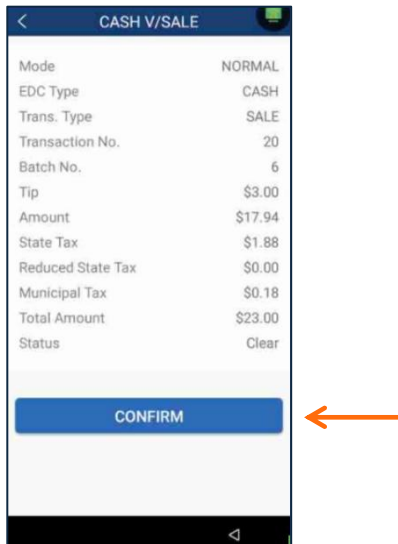 CASH V/SALE
Mode NORMAL
EDC Type CASH
Trans. Type SALE
Transaction No. 20
Batch No. 6
Tip $3.00
Amount $17.94
State Tax $1.88
Reduced State Tax $0.00
Municipal Tax $0.18
Total Amount $23.00
Status Clear
CONFIRM